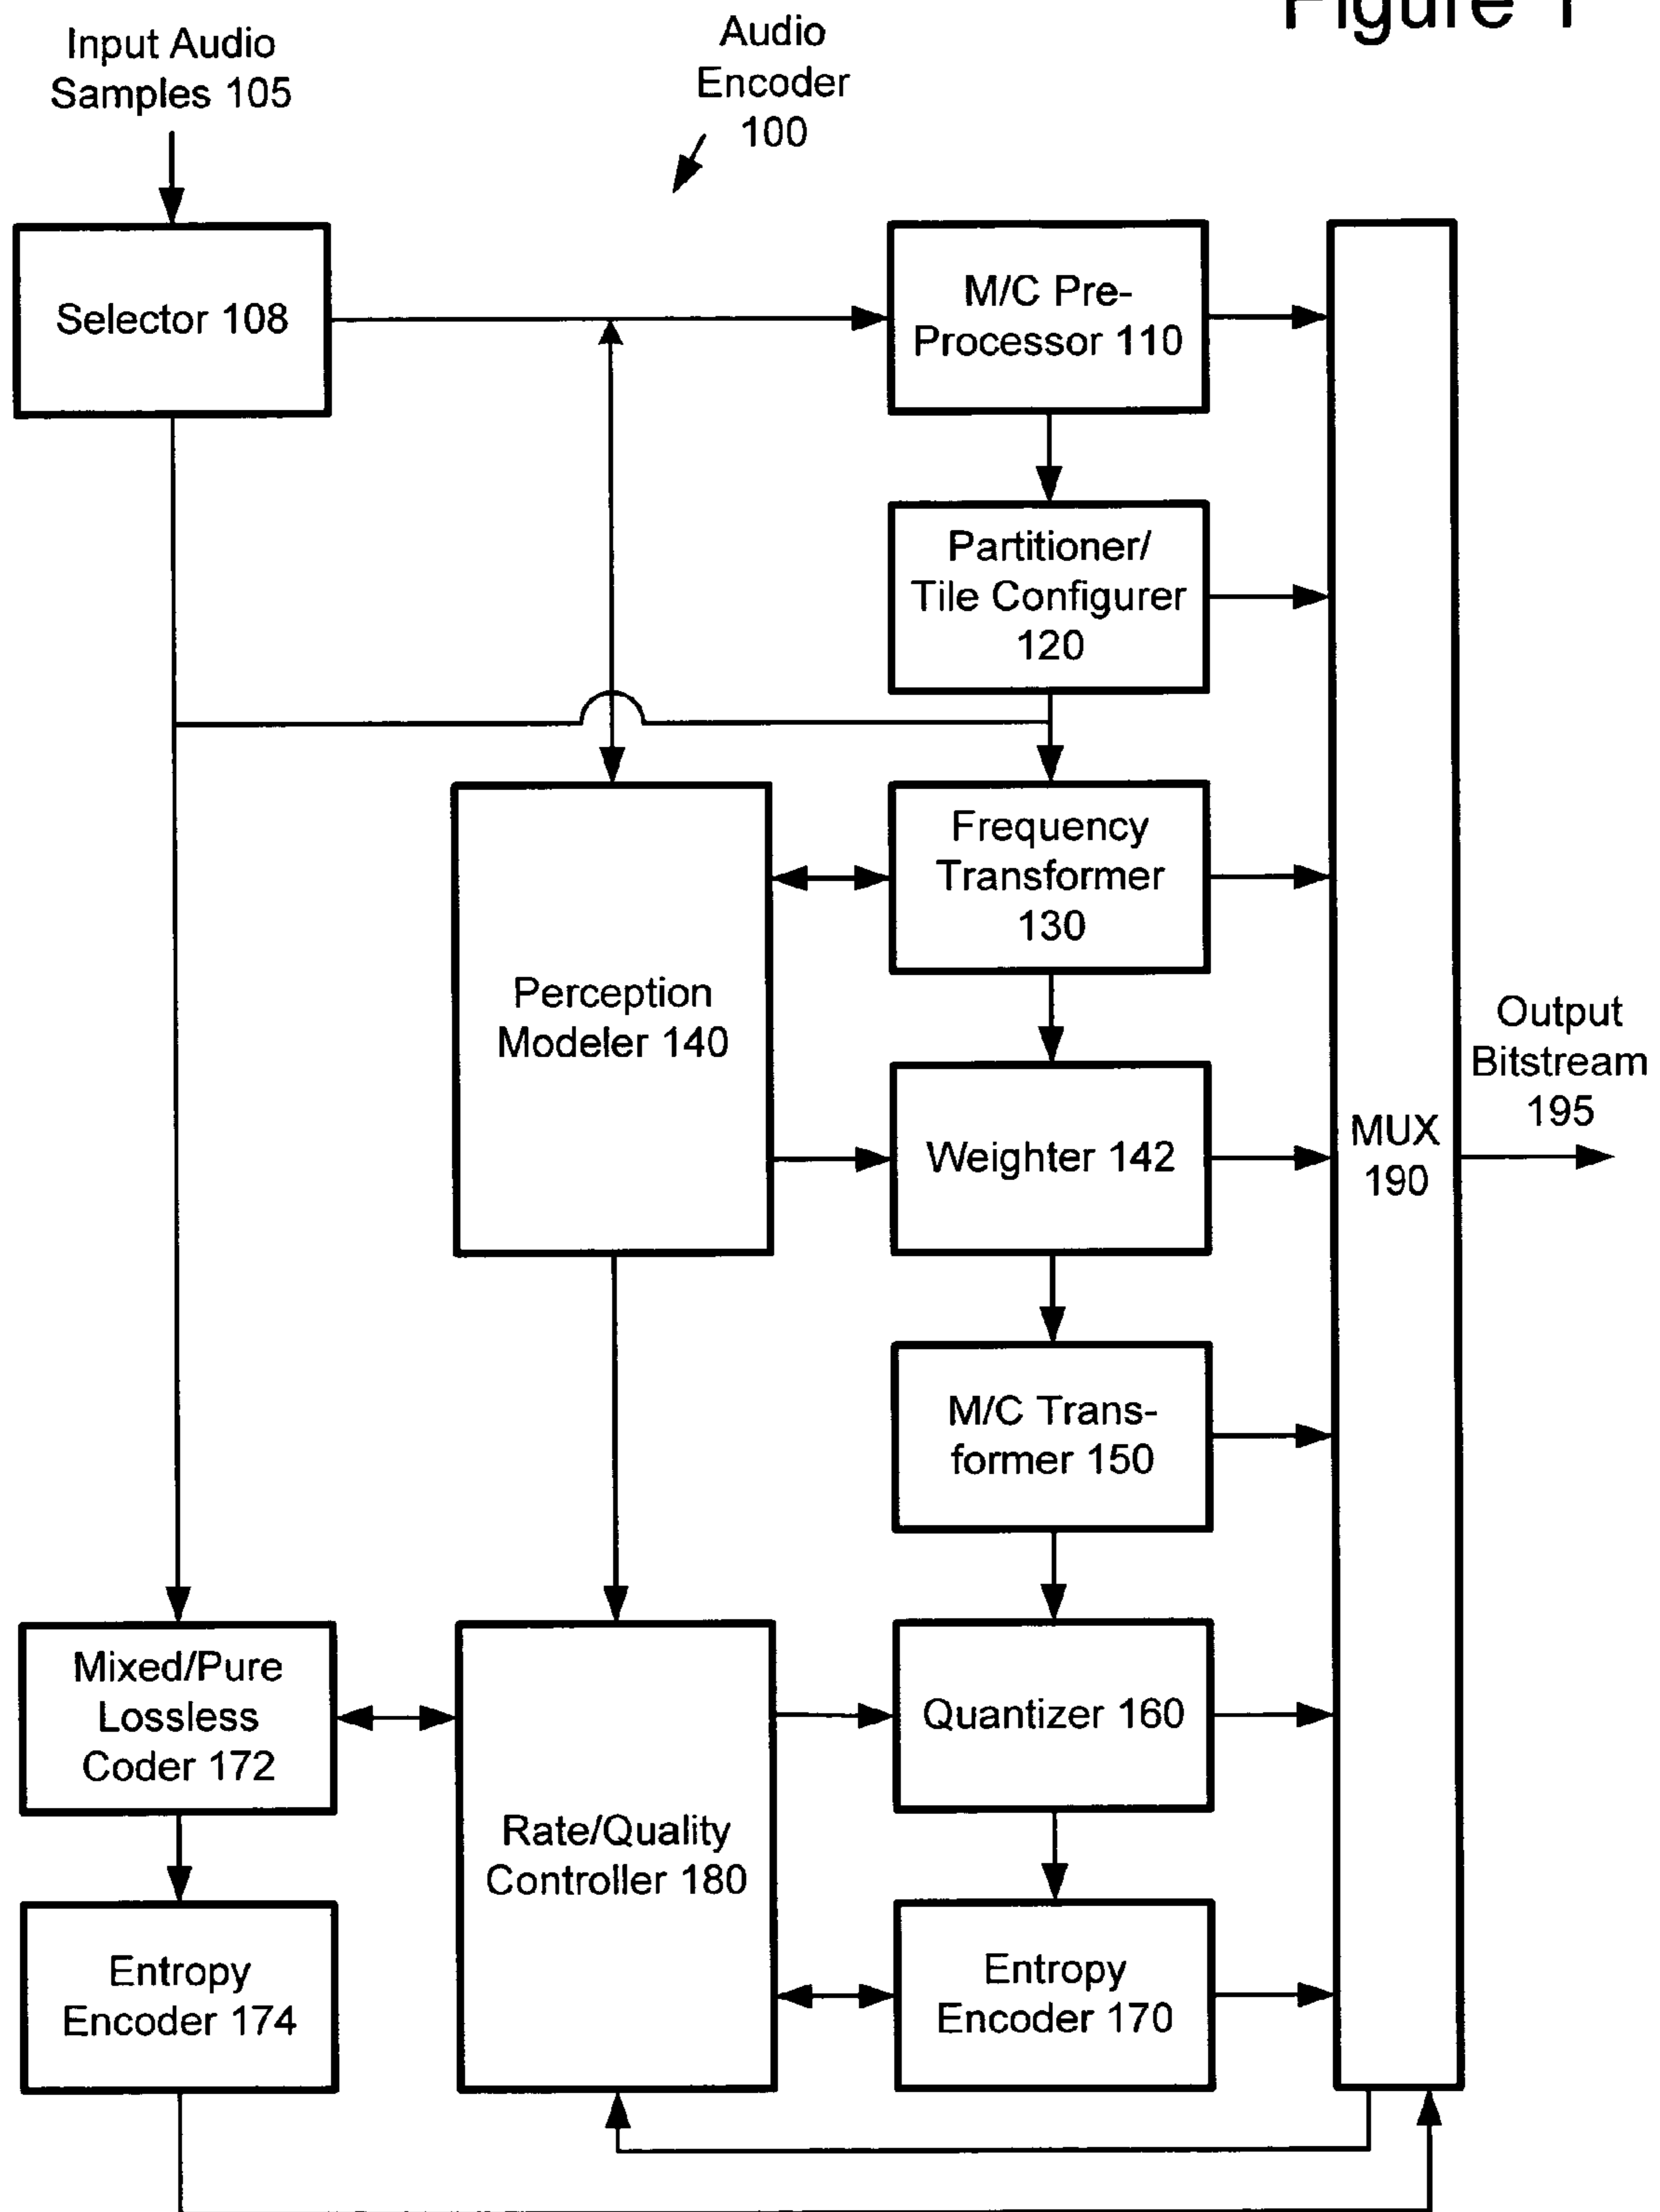 Figure 1
Input Audio
Samples 105
Audio
Encoder
100
Selector 108
M/C Pre-
Processor 110
Partitioner/
Tile Configurer
120
Frequency
Transformer
130
Perception
Modeler 140
Weighter 142
Output
Bitstream
195
MUX
190
M/C Trans-
former 150
Mixed/Pure
Lossless
Coder 172
Rate/Quality
Controller 180
Quantizer 160
Entropy
Encoder 174
Entropy
Encoder 170